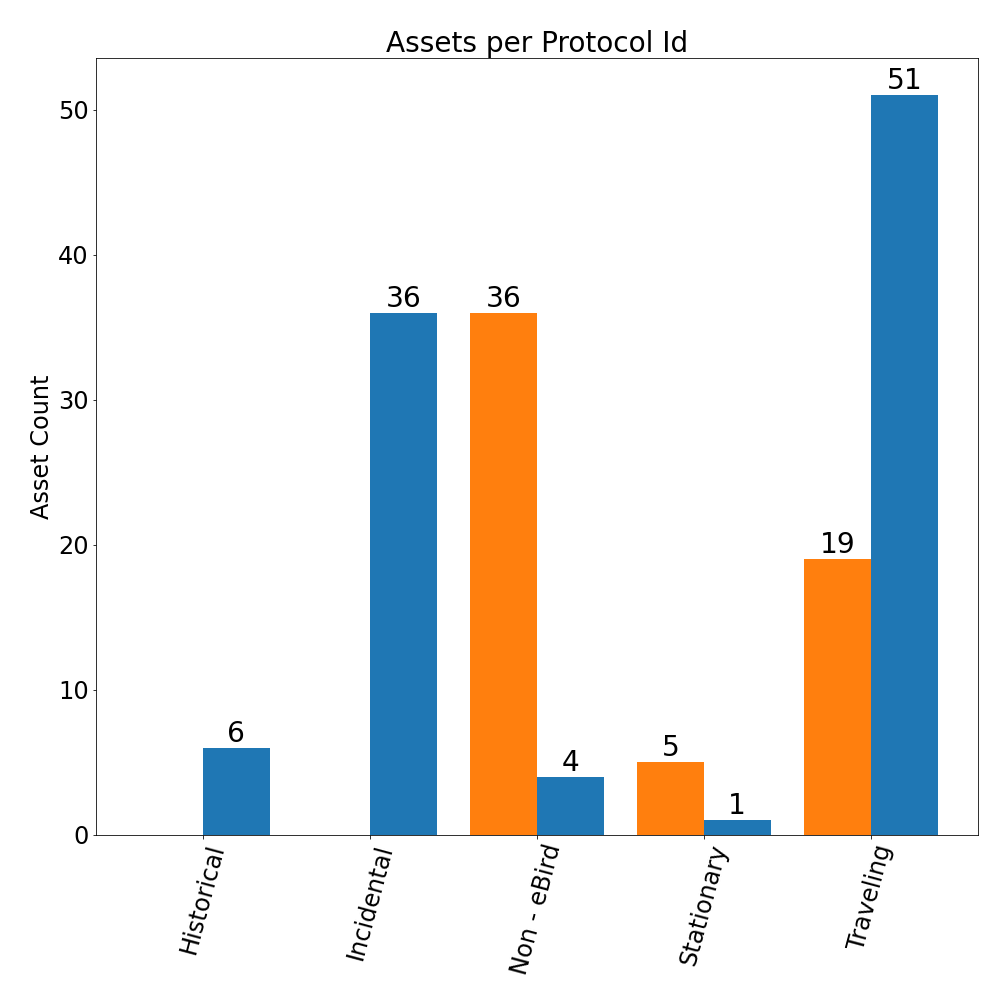 Assets per Protocol Id
51
50
40
36 36
Asset Count
30
20
19
10
6
5
4
1
0
Historical
Incidental
Non - eBird
Stationary
Traveling